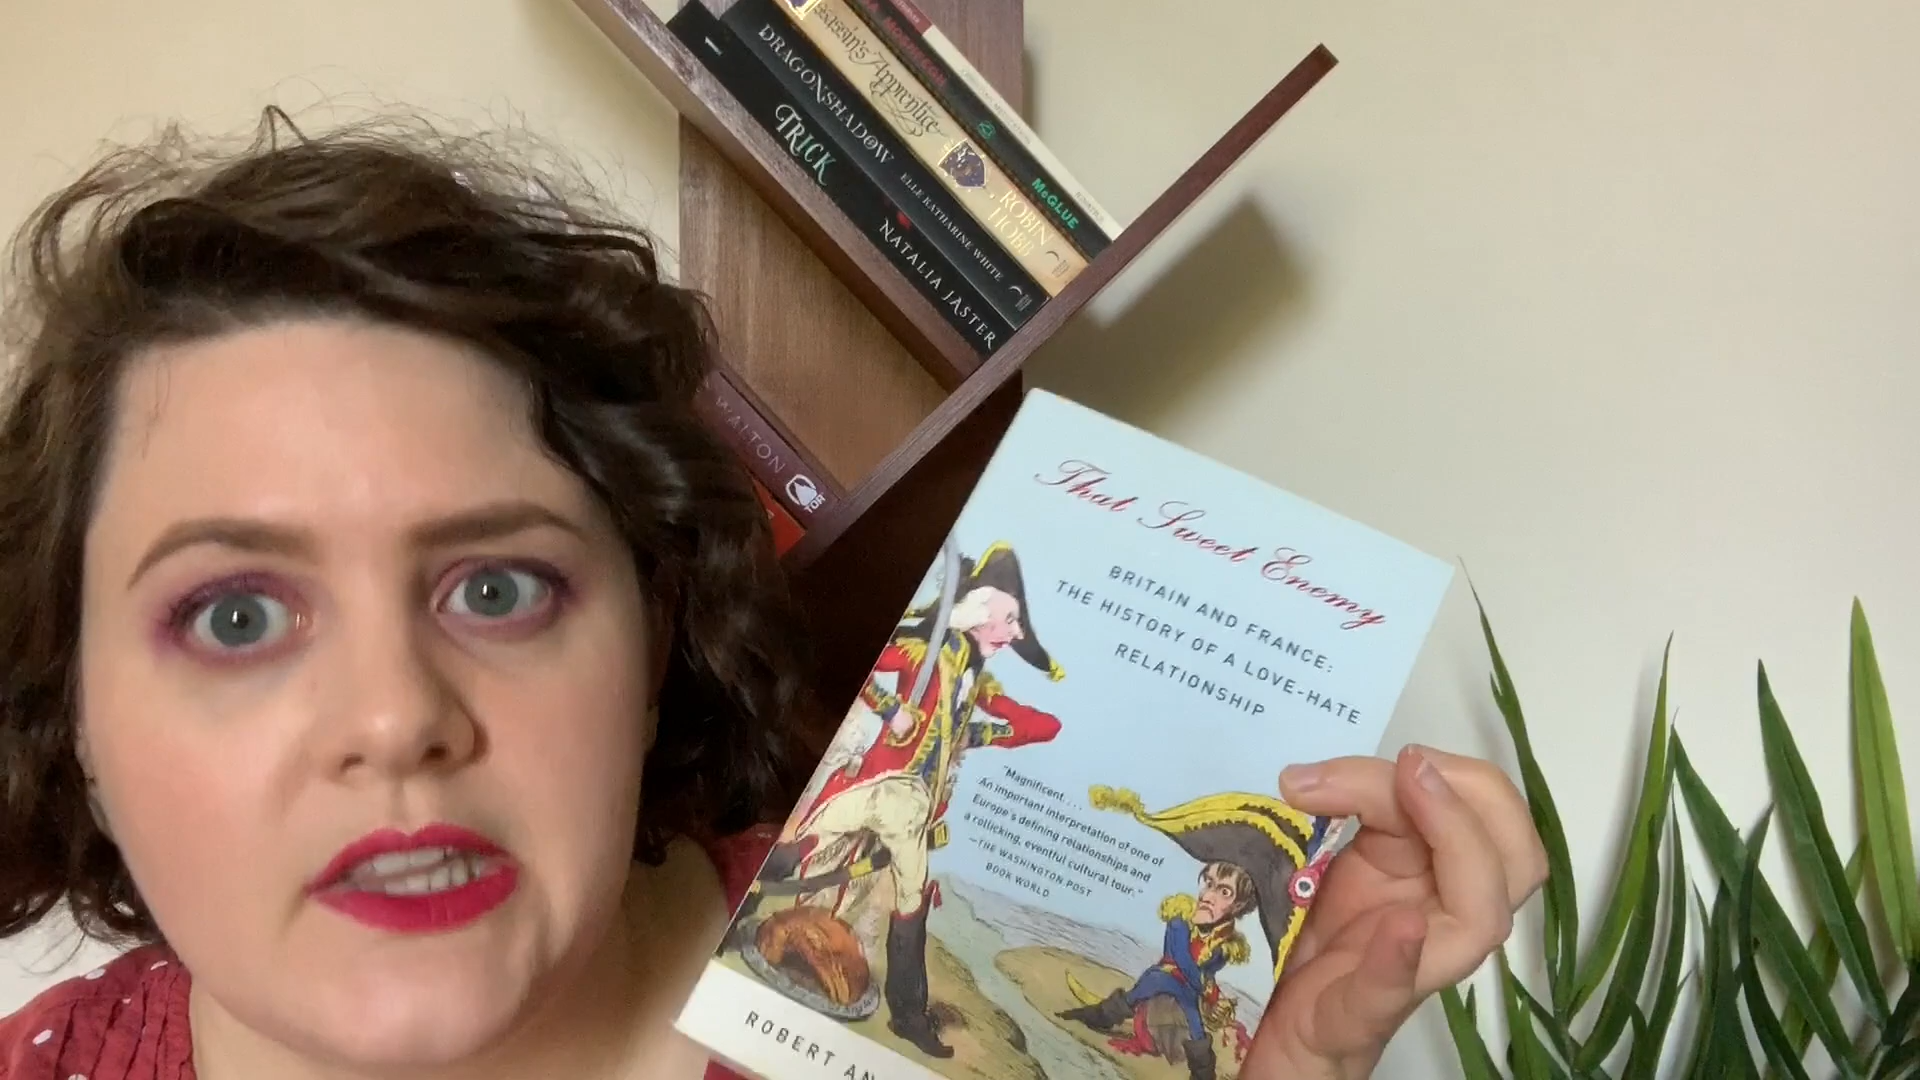 TRICK
NATALIA JASTER
DRAGONSHADOW
ELLE KATHARINE WHITE
Assassin's Apprentice
ROBIN
HOBB
McGLUE
WALTON
TOR
That Sweet Enemy
BRITAIN AND FRANCE:
THE HISTORY OF A LOVE-HATE
RELATIONSHIP
"Magnificent. . . .
An important interpretation of one of
Europe's defining relationships and
a rollicking, eventful cultural tour."
—THE WASHINGTON POST
BOOK WORLD
ROBERT AN